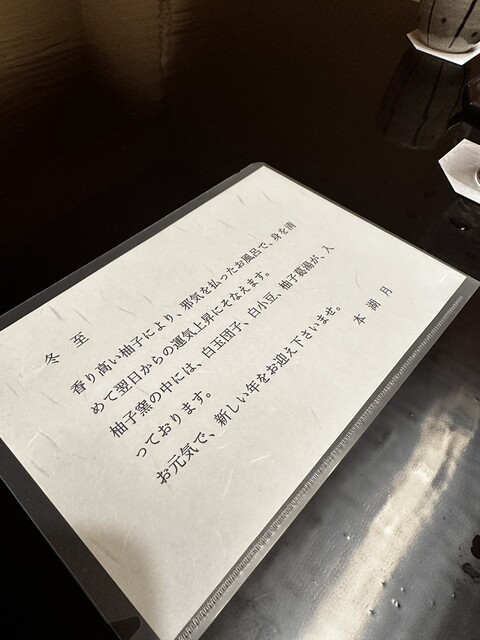 冬至
香り高い柚子により、邪気を払ったお風呂で、身を清
めて翌日からの運気上昇にそなえます。
柚子窯の中には、白玉団子、白小豆、柚子葛湯が、入
っております。
お元気で、新しい年をお迎え下さいませ。
本湖月